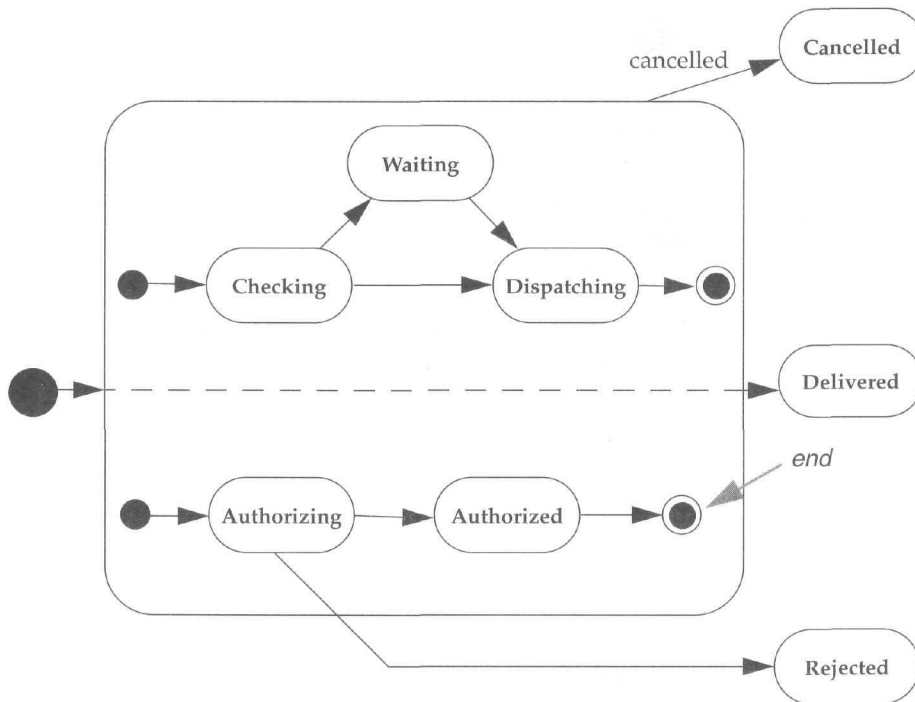 Cancelled
cancelled
Waiting
Checking
Dispatching
Delivered
end
Authorizing
Authorized
Rejected